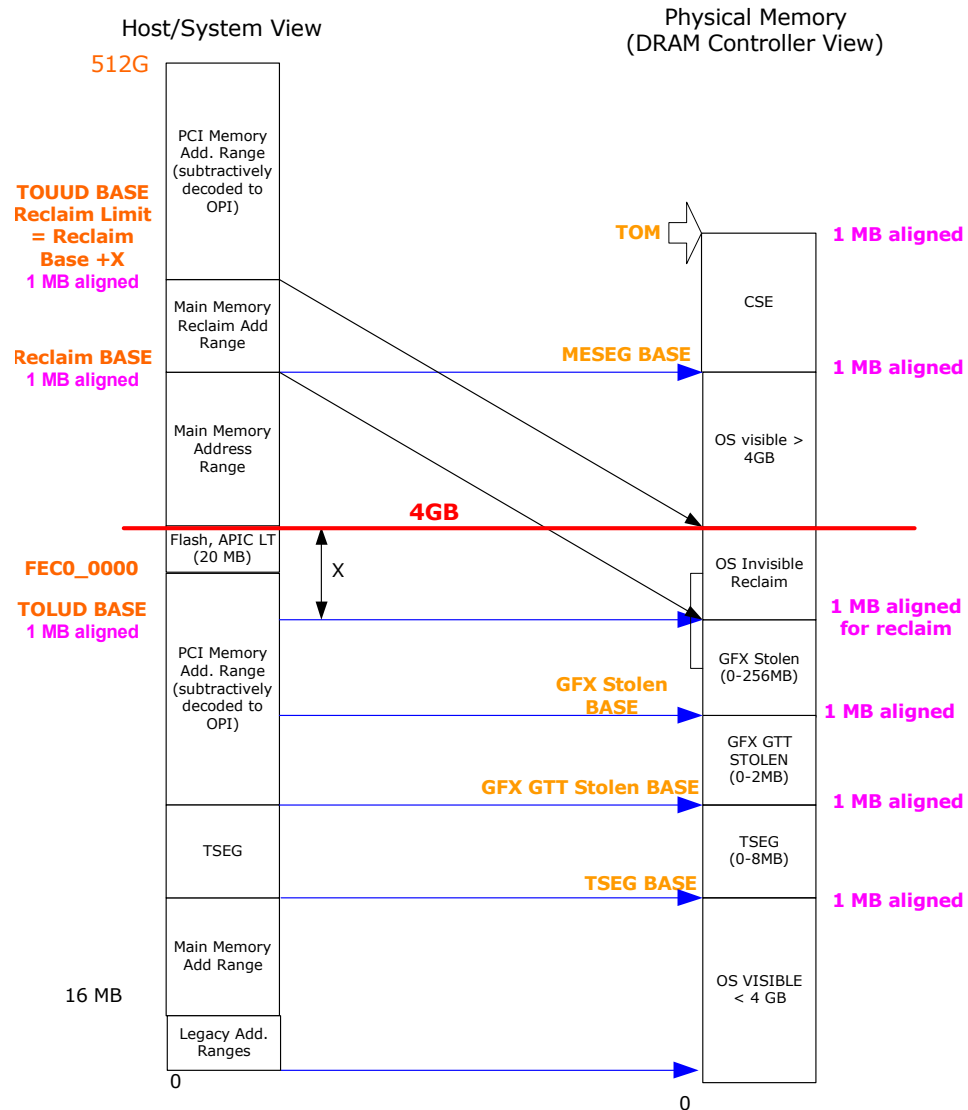 Host/System View
Physical Memory
(DRAM Controller View)
512G
PCI Memory
Add. Range
(subtractively
decoded to
OPI)
TOUUD BASE
Reclaim Limit
= Reclaim
Base +X
1 MB aligned
TOM
1 MB aligned
CSE
Main Memory
Reclaim Add
Range
Reclaim BASE
1 MB aligned
MESEG BASE
1 MB aligned
Main Memory
Address
Range
OS visible >
4GB
4GB
Flash, APIC LT
(20 MB)
X
OS Invisible
Reclaim
FEC0_0000
TOLUD BASE
1 MB aligned
1 MB aligned
for reclaim
PCI Memory
Add. Range
(subtractively
decoded to
OPI)
GFX Stolen
(0-256MB)
GFX Stolen
BASE
1 MB aligned
GFX GTT
STOLEN
(0-2MB)
GFX GTT Stolen BASE
1 MB aligned
TSEG
TSEG
(0-8MB)
TSEG BASE
1 MB aligned
Main Memory
Add Range
OS VISIBLE
< 4 GB
16 MB
Legacy Add.
Ranges
0
0